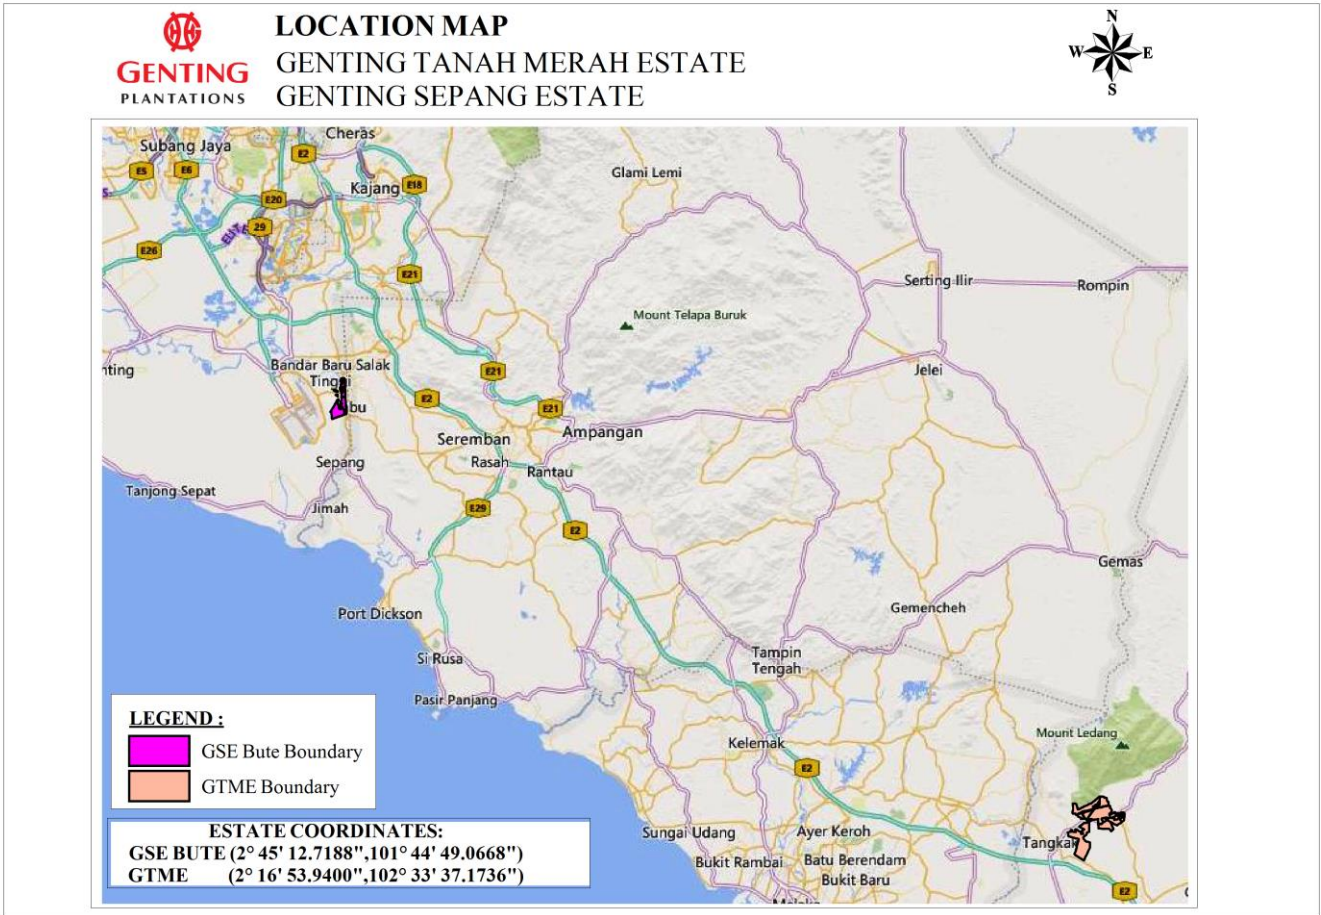 GENTING
PLANTATIONS
LOCATION MAP
GENTING TANAH MERAH ESTATE
GENTING SEPANG ESTATE
N
W E
S
Cheras
Subang Jaya
E2
E5
E6
Kajang
E18
Glami Lemi
E20
29
ELITE
E26
E21
Serting Ilir
Rompin
Mount Telapa Buruk
nting
Bandar Baru Salak
Tinggi
E21
Jelei
E2
bu
E21
Seremban
Ampangan
Sepang
Rasah
Rantau
Tanjong Sepat
Jimah
E29
E2
Gemas
Port Dickson
Gemencheh
Si Rusa
Tampin
Tengah
Pasir Panjang
Mount Ledang
Kelemak
E2
Sungai Udang
Ayer Keroh
Tangkak
Bukit Rambai
Batu Berendam
Bukit Baru
E2
LEGEND :
GSE Bute Boundary
GTME Boundary
ESTATE COORDINATES:
GSE BUTE (2° 45' 12.7188",101° 44' 49.0668")
GTME (2° 16' 53.9400",102° 33' 37.1736")